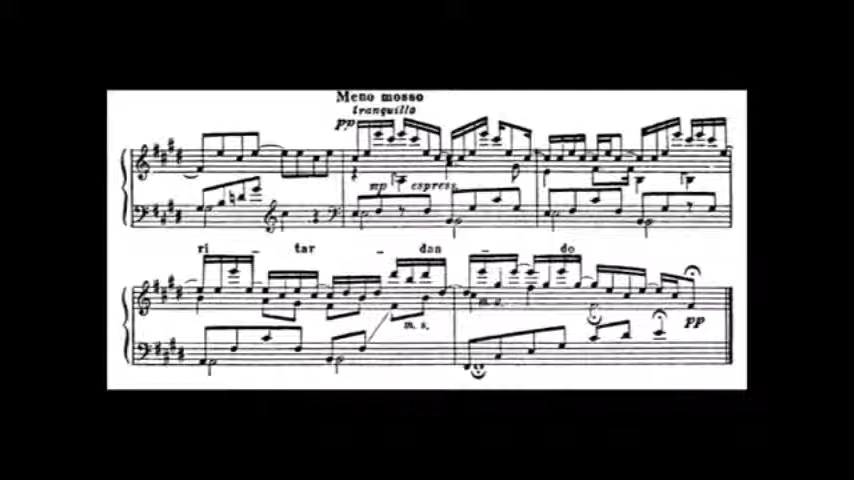 Meno mosso
tranquillo
pp
mp espress.
ri - tar - dan - do
m. s.
pp
m. s.